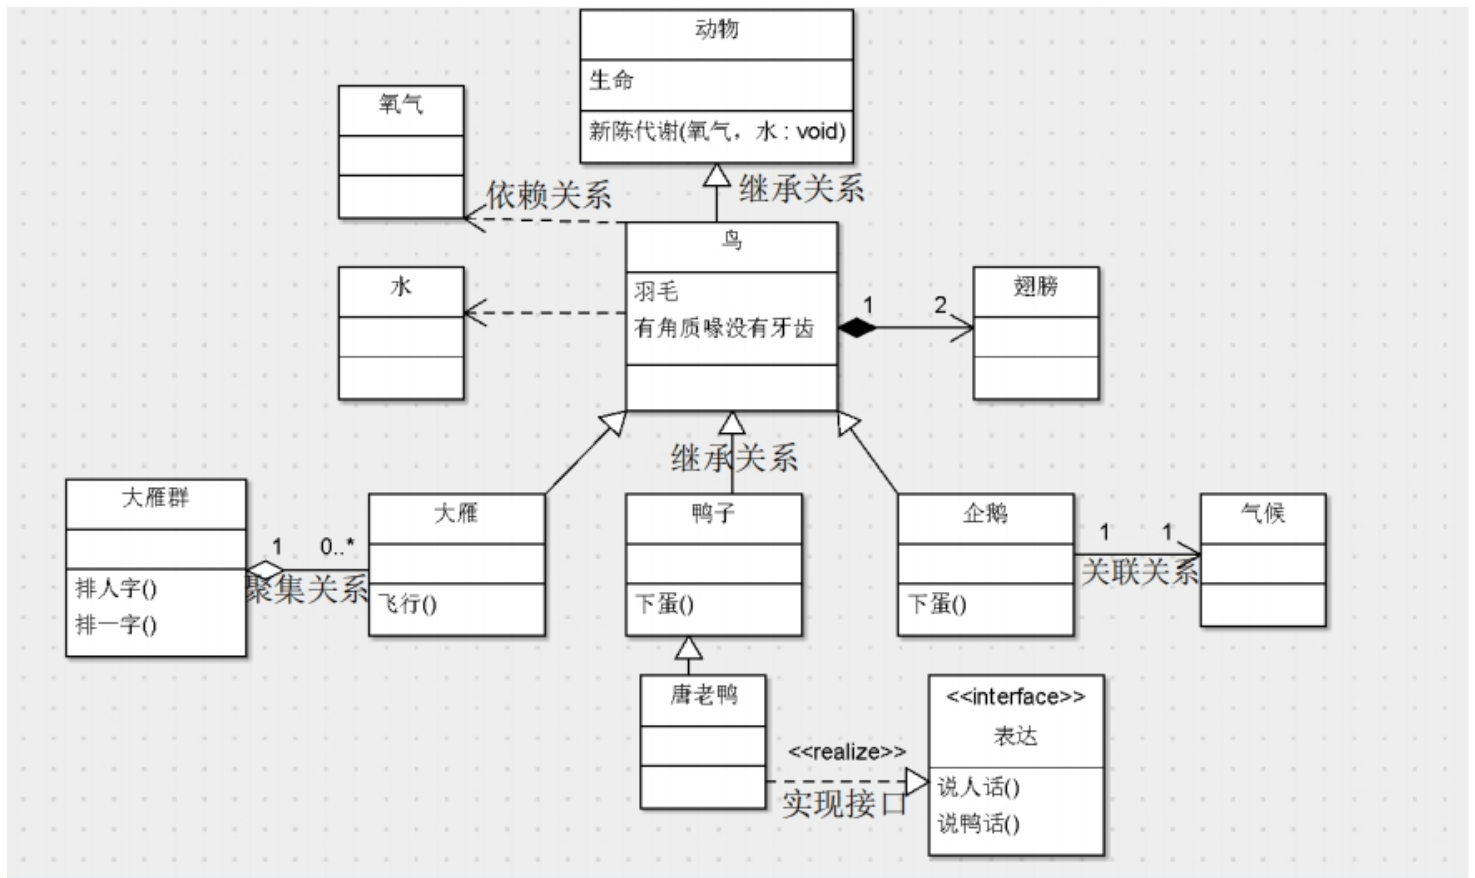 动物
生命
新陈代谢(氧气，水 : void)
氧气
依赖关系
继承关系
鸟
羽毛
有角质喙没有牙齿
水
1
2
翅膀
继承关系
大雁群
排人字()
排一字()
1
0..*
聚集关系
大雁
飞行()
鸭子
下蛋()
企鹅
下蛋()
1
1
关联关系
气候
唐老鸭
<<realize>>
实现接口
<<interface>>
表达
说人话()
说鸭话()